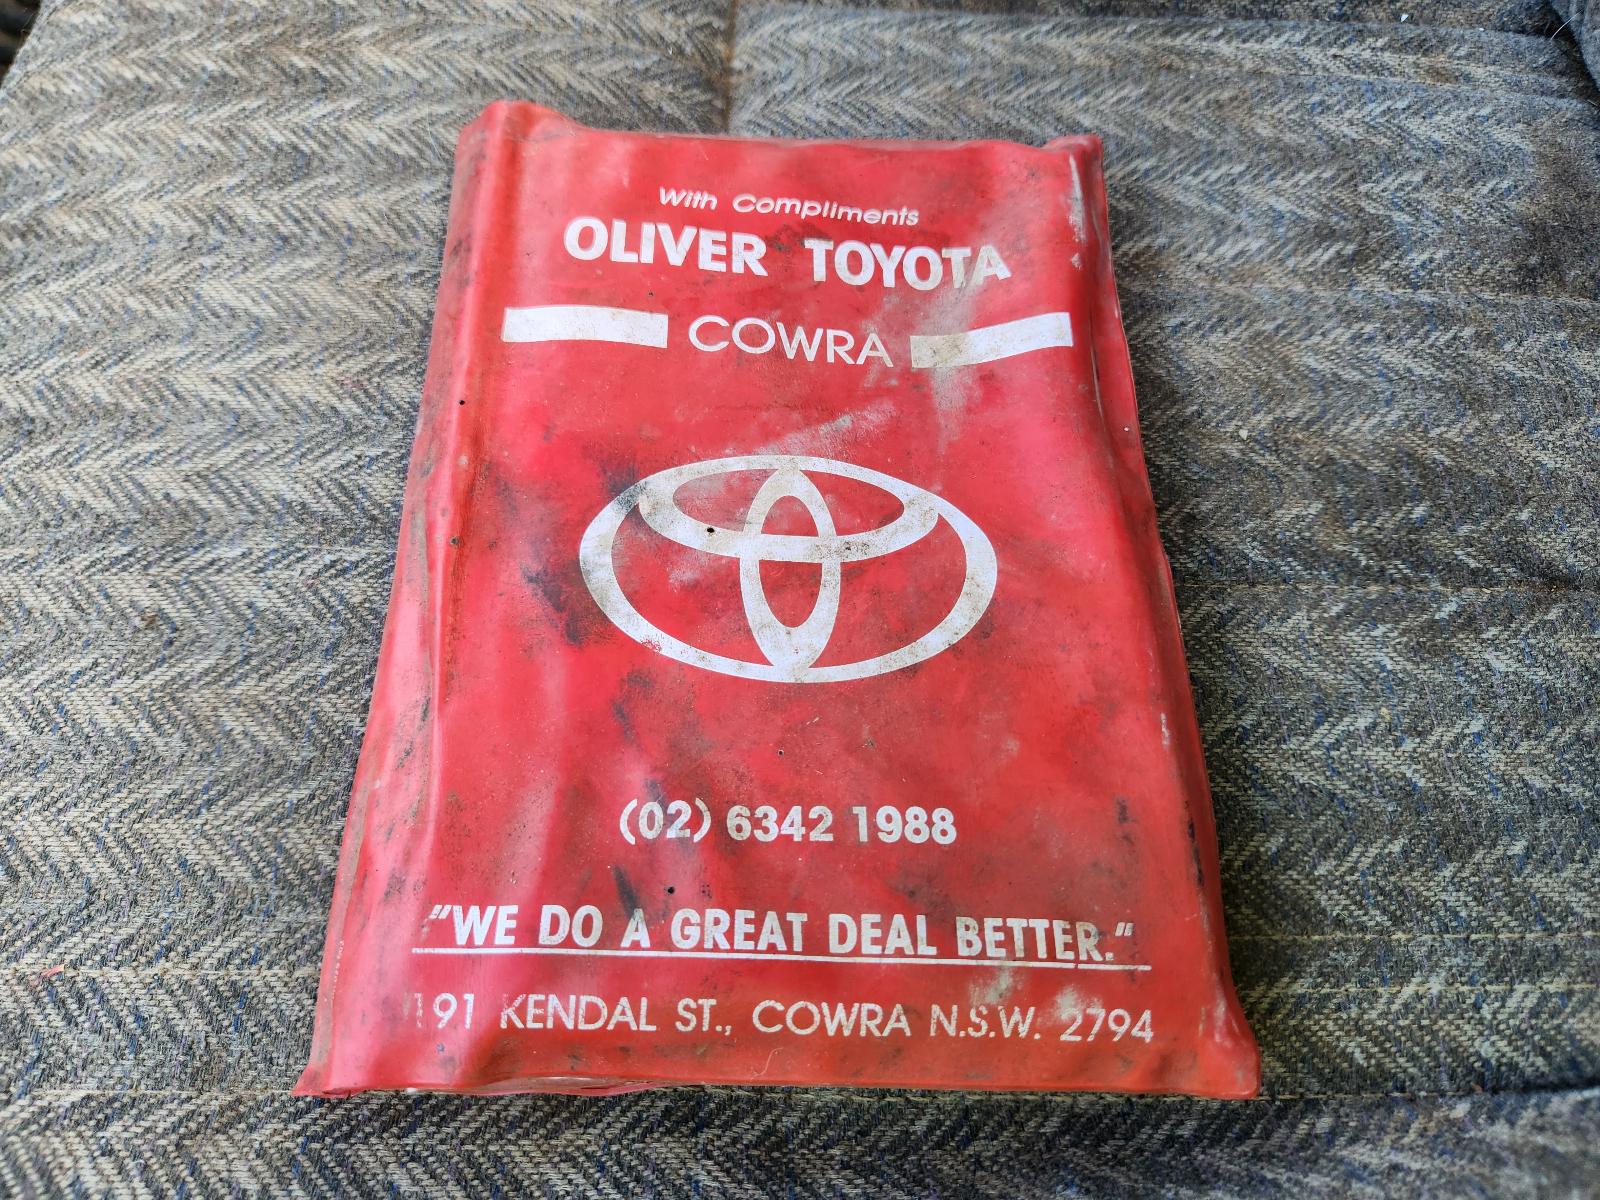 With Compliments
OLIVER TOYOTA
COWRA
(02) 6342 1988
"WE DO A GREAT DEAL BETTER."
191 KENDAL ST., COWRA N.S.W. 2794